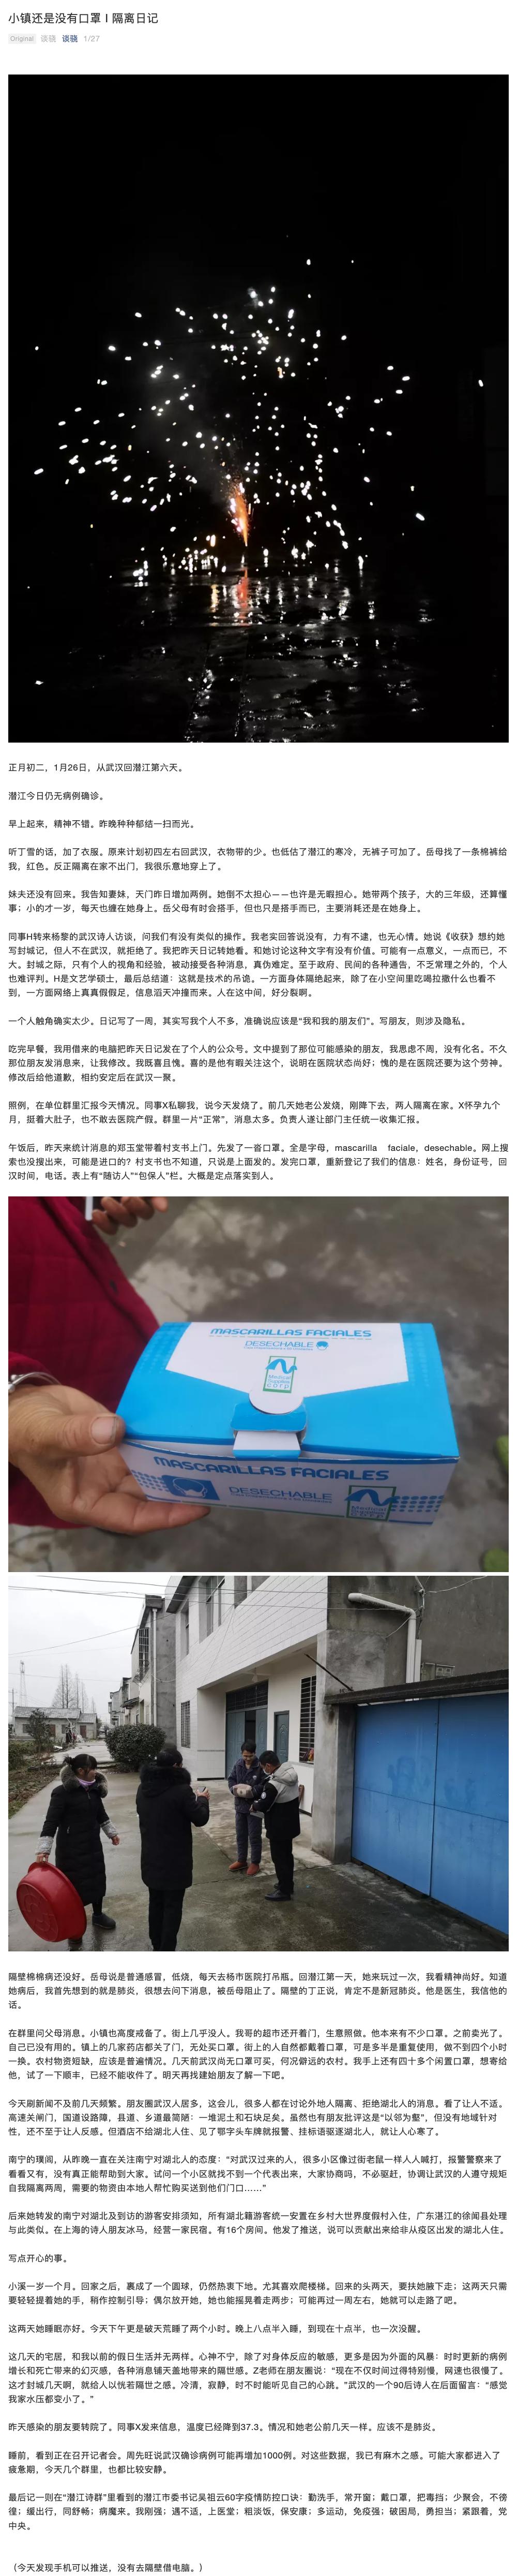 小镇还是没有口罩 I 隔离日记
Original 谈骁 谈骁 1/27
正月初二，1月26日，从武汉回潜江第六天。
潜江今日仍无病例确诊。
早上起来，精神不错。昨晚种种郁结一扫而光。
听丁雪的话，加了衣服。原来计划初四左右回武汉，衣物带的少。也低估了潜江的寒冷，无裤子可加了。岳母找了一条棉裤给
我，红色。反正隔离在家不出门，我很乐意地穿上了。
妹夫还没有回来。我告知妻妹，天门昨日增加两例。她倒不太担心——也许是无暇担心。她带两个孩子，大的三年级，还算懂
事；小的才一岁，每天也缠在她身上。岳父母有时会搭手，但也只是搭手而已，主要消耗还是在她身上。
同事H转来杨黎的武汉诗人访谈，问我们有没有类似的操作。我老实回答说没有，力有不逮，也无心情。她说《收获》想约她
写封城记，但人不在武汉，就拒绝了。我把昨天日记转她看。和她讨论这种文字有没有价值。可能有一点意义，一点而已，不
大。封城之际，只有个人的视角和经验，被动接受各种消息，真伪难定。至于政府、民间的各种通告，不乏常理之外的，个人
也难评判。H是文艺学硕士，最后总结道：这就是技术的吊诡。一方面身体隔绝起来，除了在小空间里吃喝拉撒什么也看不
到，一方面网络上真真假假足，信息滔天冲撞而来。人在这中间，好分裂啊。
一个人触角确实太少。日记写了一周，其实写我个人不多，准确说应该是“我和我的朋友们”。写朋友，则涉及隐私。
吃完早餐，我用借来的电脑把昨天日记发在了个人的公众号。文中提到了那位可能感染的朋友，我思虑不周，没有化名。不久
那位朋友发消息来，让我修改。我既喜且愧。喜的是他有暇关注这个，说明在医院状态尚好；愧的是在医院还要为这个劳神。
修改后给他道歉，相约安定后在武汉一聚。
照例，在单位群里汇报今天情况。同事X私聊我，说今天发烧了。前几天她老公发烧，刚降下去，两人隔离在家。X怀孕九个
月，挺着大肚子，也不敢去医院产假。群里一片“正常”，消息太多。负责人遂让部门主任统一收集汇报。
午饭后，昨天来统计消息的郑玉堂带着村支书上门。先发了一沓口罩。全是字母，mascarilla faciale，desechable。网上搜
索也没搜出来，可能是进口的？村支书也不知道，只说是上面发的。发完口罩，重新登记了我们的信息：姓名，身份证号，回
汉时间，电话。表上有“随访人”“包保人”栏。大概是定点落实到人。
MASCARILLAS FACIALES
DESECHABLE
Medical
Supplies
corp
MASCARILLAS FACIALES
DESECHABLE
隔壁棉棉病还没好。岳母说是普通感冒，低烧，每天去杨市医院打吊瓶。回潜江第一天，她来玩过一次，我看精神尚好。知道
她病后，我首先想到的就是肺炎，很想去问下消息，被岳母阻止了。隔壁的丁正说，肯定不是新冠肺炎。他是医生，我信他的
话。
在群里问父母消息。小镇也高度戒备了。街上几乎没人。我哥的超市还开着门，生意照做。他本来有不少口罩。之前卖光了。
自己已没有用的。镇上的几家药店都关了门，无处买口罩。街上的人自然都戴着口罩，可是多半是重复使用，做不到四个小时
一换。农村物资短缺，应该是普遍情况。几天前武汉尚无口罩可买，何况僻远的农村。我手上还有四十多个闲置口罩，想寄给
他，试了一下顺丰，已经不能收件了。明天再找建始朋友了解一下吧。
今天刷新闻不及前几天频繁。朋友圈武汉人居多，这会儿，很多人都在讨论外地人隔离、拒绝湖北人的消息。看了让人不适。
高速关闸门，国道设路障，县道、乡道最简陋：一堆泥土和石块足矣。虽然也有朋友批评这是“以邻为壑”，但没有地域针对
性，还不至于让人反感。但酒店不给湖北人住、见了鄂字头车牌就报警、挂标语驱逐湖北人，就让人心寒了。
南宁的璞闾，从昨晚一直在关注南宁对湖北人的态度：“对武汉过来的人，很多小区像过街老鼠一样人人喊打，报警警察来了
看看又有，没有真正能帮助到大家。试问一个小区就找不到一个代表出来，大家协商吗，不必驱赶，协调让武汉的人遵守规矩
自我隔离两周，需要的物资由本地人帮忙购买送到他们门口……”
后来她转发的南宁对湖北及到访的游客安排须知，所有湖北籍游客统一安置在乡村大世界度假村入住，广东湛江的徐闻县处理
与此类似。在上海的诗人朋友冰马，经营一家民宿。有16个房间。他发了推送，说可以贡献出来给非从疫区出发的湖北人住。
写点开心的事。
小溪一岁一个月。回家之后，裹成了一个圆球，仍然热衷下地。尤其喜欢爬楼梯。回来的头两天，要扶她腋下走；这两天只需
要轻轻提着她的手，稍作控制引导；偶尔放开她，她也能摇晃着走两步；可能再过一周左右，她就可以走路了吧。
这两天她睡眠亦好。今天下午更是破天荒睡了两个小时。晚上八点半入睡，到现在十点半，也一次没醒。
这几天的宅居，和我以前的假日生活并无两样。心神不宁，除了对身体反应的敏感，更多是因为外面的风暴：时时更新的病例
增长和死亡带来的幻灭感，各种消息铺天盖地带来的隔世感。Z老师在朋友圈说：“现在不仅时间过得特别慢，网速也很慢了。
这才封城几天啊，就给人以恍若隔世之感。冷清，寂静，时不时能听见自己的心跳。”武汉的一个90后诗人在后面留言：“感觉
我家水压都变小了。”
昨天感染的朋友要转院了。同事X发来信息，温度已经降到37.3。情况和她老公前几天一样。应该不是肺炎。
睡前，看到正在召开记者会。周先旺说武汉确诊病例可能再增加1000例。对这些数据，我已有麻木之感。可能大都进入了
疲惫期，今天几个群里，也都比较安静。
最后记一则在“潜江诗群”里看到的潜江市委书记吴祖云60字疫情防控口诀：勤洗手，常开窗；戴口罩，把毒挡；少聚会，不徬
徨；缓出行，同舒畅；病魔来。我刚强；遇不适，上医堂；粗淡饭，保安康；多运动，免疫强；破困局，勇担当；紧跟着，党
中央。
（今天发现手机可以推送，没有去隔壁借电脑。）